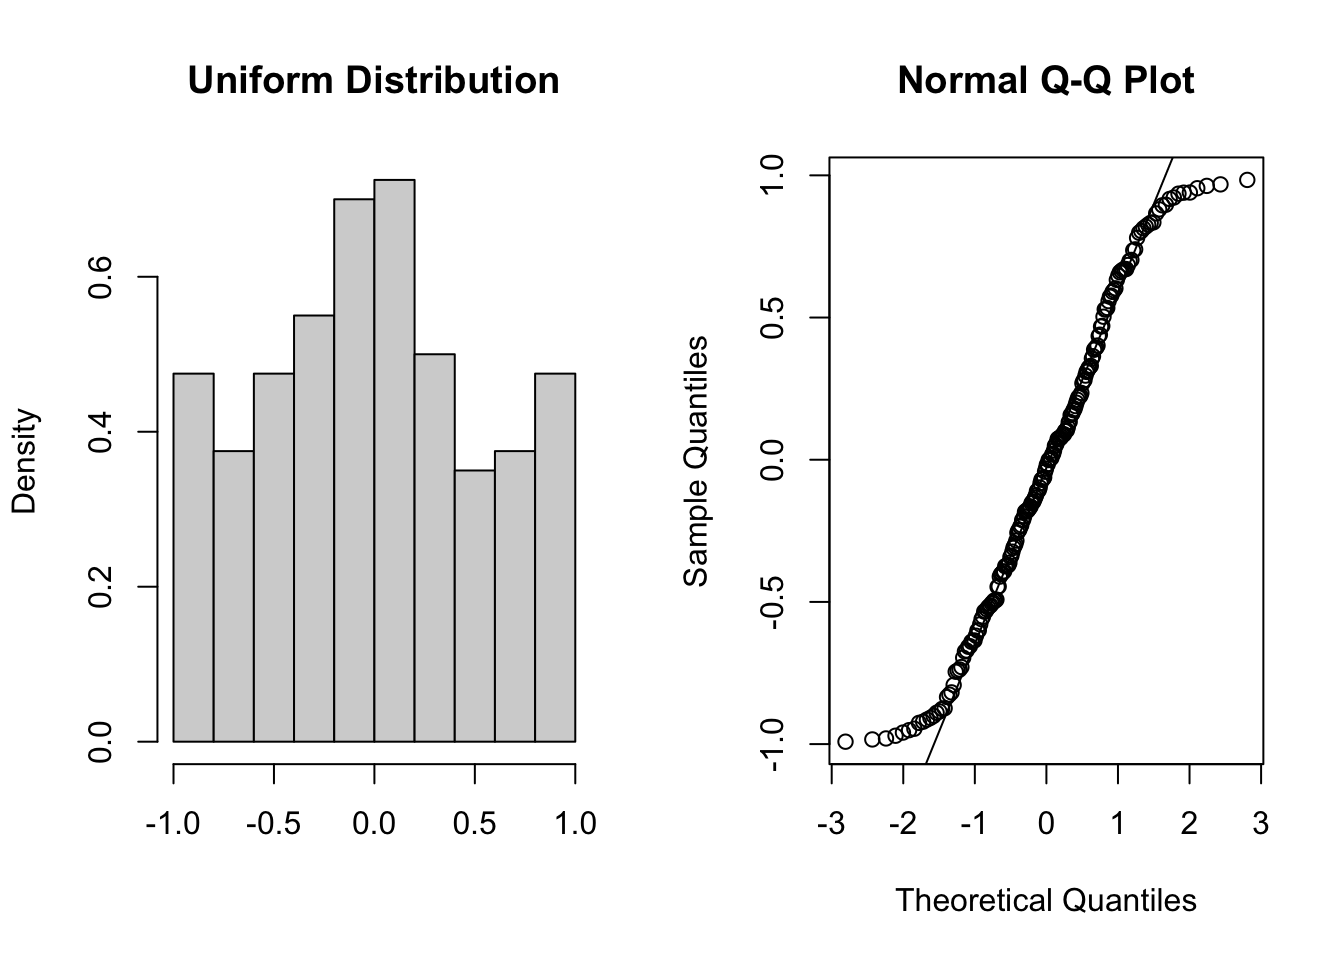 Uniform Distribution
Density
0.0 0.2 0.4 0.6
-1.0 -0.5 0.0 0.5 1.0
Normal Q-Q Plot
Sample Quantiles
-1.0 -0.5 0.0 0.5 1.0
-3 -2 -1 0 1 2 3
Theoretical Quantiles